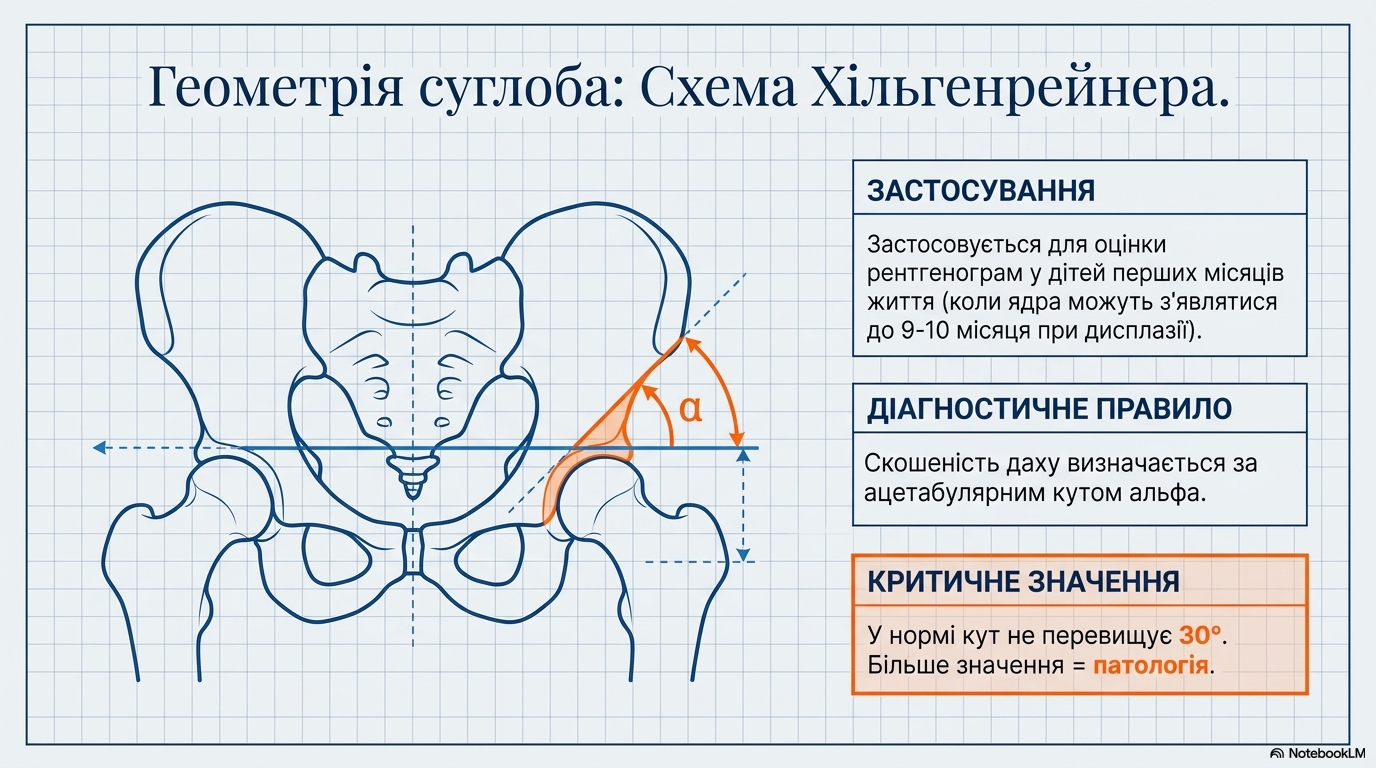 Геометрія суглоба: Схема Хільгенрейнера.
α
ЗАСТОСУВАННЯ
Застосовується для оцінки
рентгенограм у дітей перших місяців
життя (коли ядра можуть з'являтися
до 9-10 місяця при дисплазії).
ДІАГНОСТИЧНЕ ПРАВИЛО
Скошеність даху визначається за
ацетабулярним кутом альфа.
КРИТИЧНЕ ЗНАЧЕННЯ
У нормі кут не перевищує 30°.
Більше значення = патологія.
NotebookLM